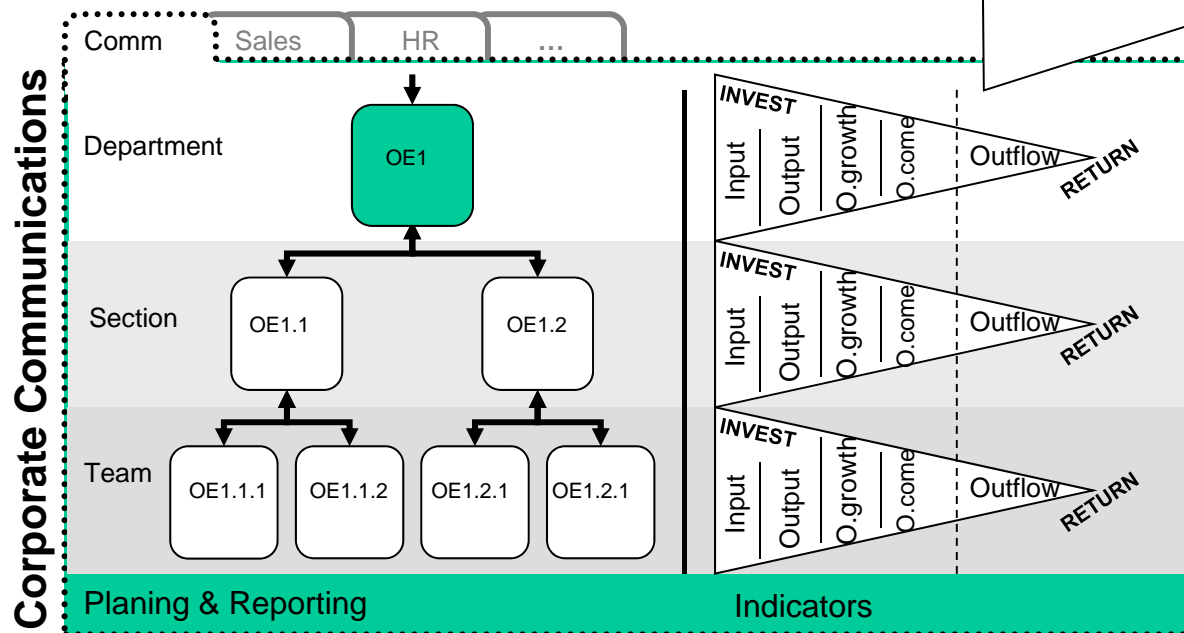 Corporate Communications
Comm
Sales
HR
...
Department
OE1
INVEST
Input
Output
O.growth
O.come
Outflow
RETURN
Section
OE1.1
OE1.2
INVEST
Input
Output
O.growth
O.come
Outflow
RETURN
Team
OE1.1.1
OE1.1.2
OE1.2.1
OE1.2.1
INVEST
Input
Output
O.growth
O.come
Outflow
RETURN
Planing & Reporting
Indicators